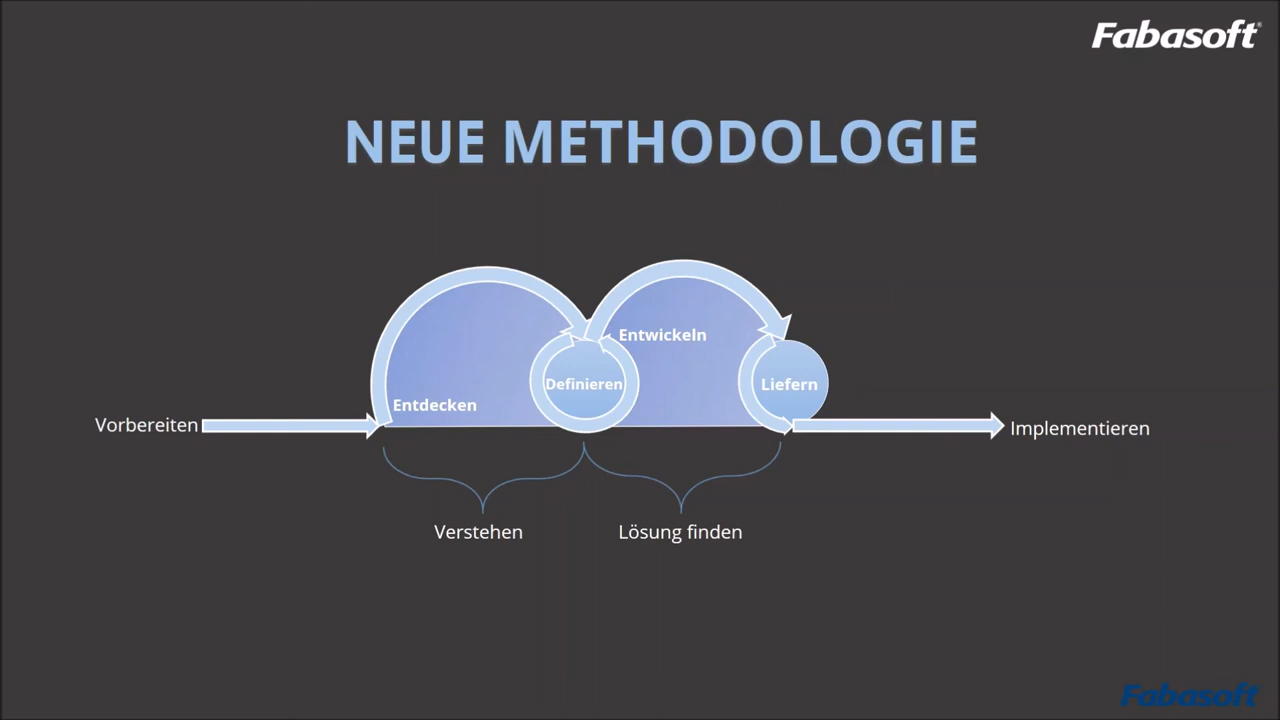 Fabasoft®
NEUE METHODOLOGIE
Entwickeln
Definieren
Liefern
Entdecken
Vorbereiten
Implementieren
Verstehen
Lösung finden
Fabasoft